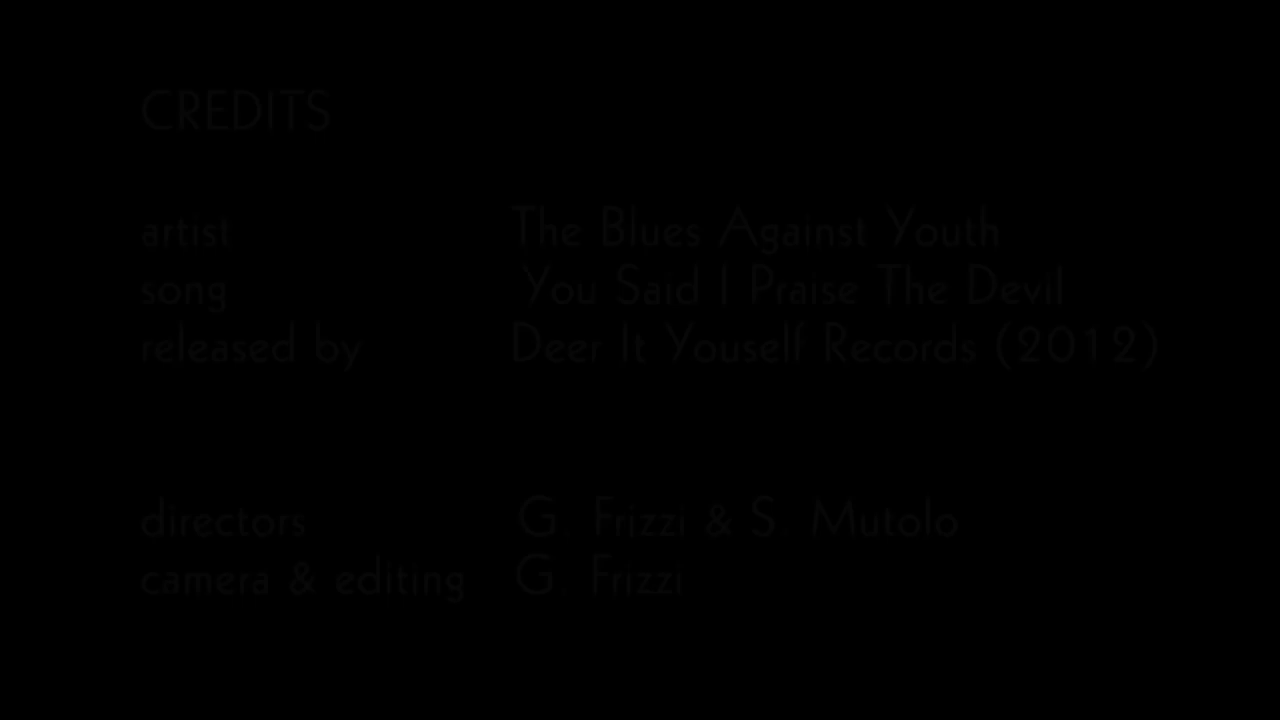 CREDITS
artist The Blues Against Youth
song You Said I Praise The Devil
released by Deer It Youself Records (2012)
directors G. Frizzi & S. Mutolo
camera & editing G. Frizzi